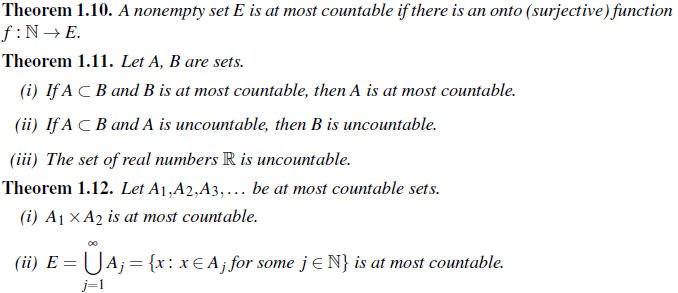 Theorem 1.10. A nonempty set E is at most countable if there is an onto (surjective) function
f : ℕ → E.
Theorem 1.11. Let A, B are sets.
(i) If A ⊂ B and B is at most countable, then A is at most countable.
(ii) If A ⊂ B and A is uncountable, then B is uncountable.
(iii) The set of real numbers ℝ is uncountable.
Theorem 1.12. Let A₁,A₂,A₃,... be at most countable sets.
(i) A₁ × A₂ is at most countable.
(ii) E = ⋃_{j=1}^{∞} A_j = {x : x ∈ A_j for some j ∈ ℕ} is at most countable.